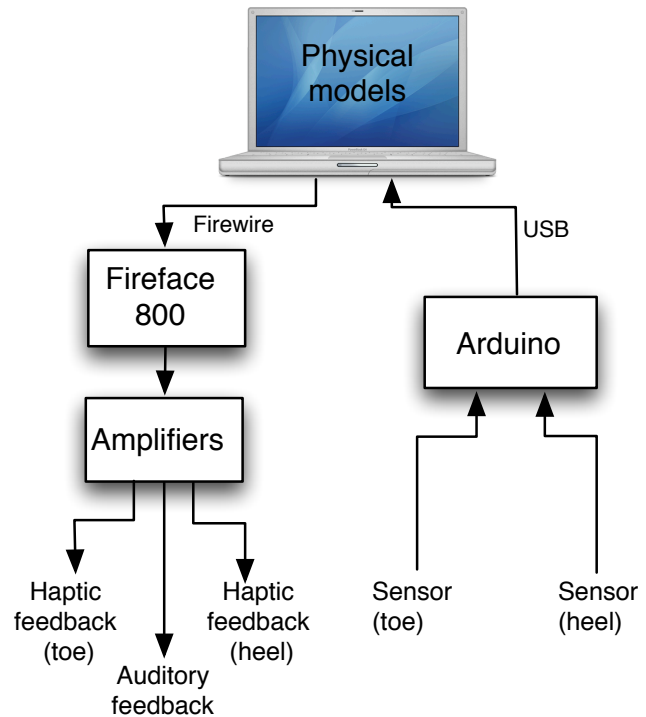 Physical
models
Firewire
USB
Fireface
800
Arduino
Amplifiers
Haptic
feedback
(toe)
Auditory
feedback
Haptic
feedback
(heel)
Sensor
(toe)
Sensor
(heel)